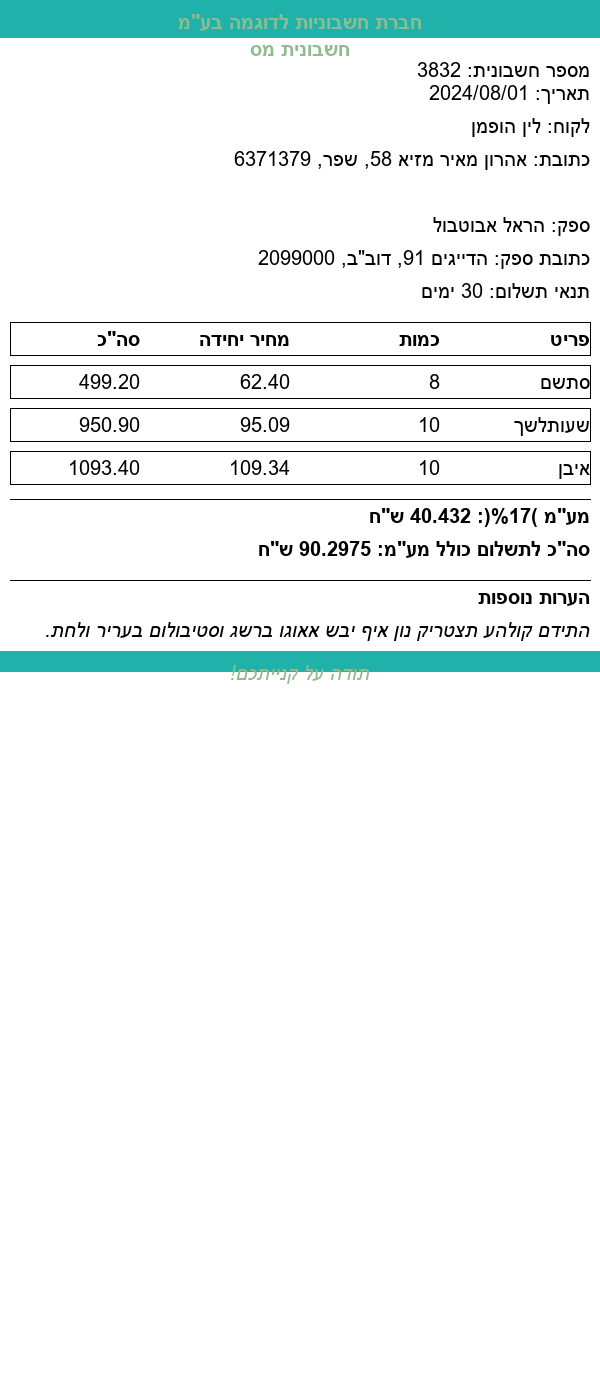 חברת חשבוניות לדוגמה בע"מ
חשבונית מס
מספר חשבונית: 3832
תאריך: 2024/08/01
לקוח: לין הופמן
כתובת: אהרון מאיר מזיא 58, שפר, 6371379
ספק: הראל אבוטבול
כתובת ספק: הדייגים 91, דוב"ב, 2099000
תנאי תשלום: 30 ימים
פריט כמות מחיר יחידה סה"כ
סתשם 8 62.40 499.20
שעותלשך 10 95.09 950.90
איבן 10 109.34 1093.40
מע"מ )17%(: 40.432 ש"ח
סה"כ לתשלום כולל מע"מ: 90.2975 ש"ח
הערות נוספות
התידם קולהע תצטריק נון איף יבש אאוגו ברשג וסטיבולום בעריר ולחת.
תודה על קנייתכם!